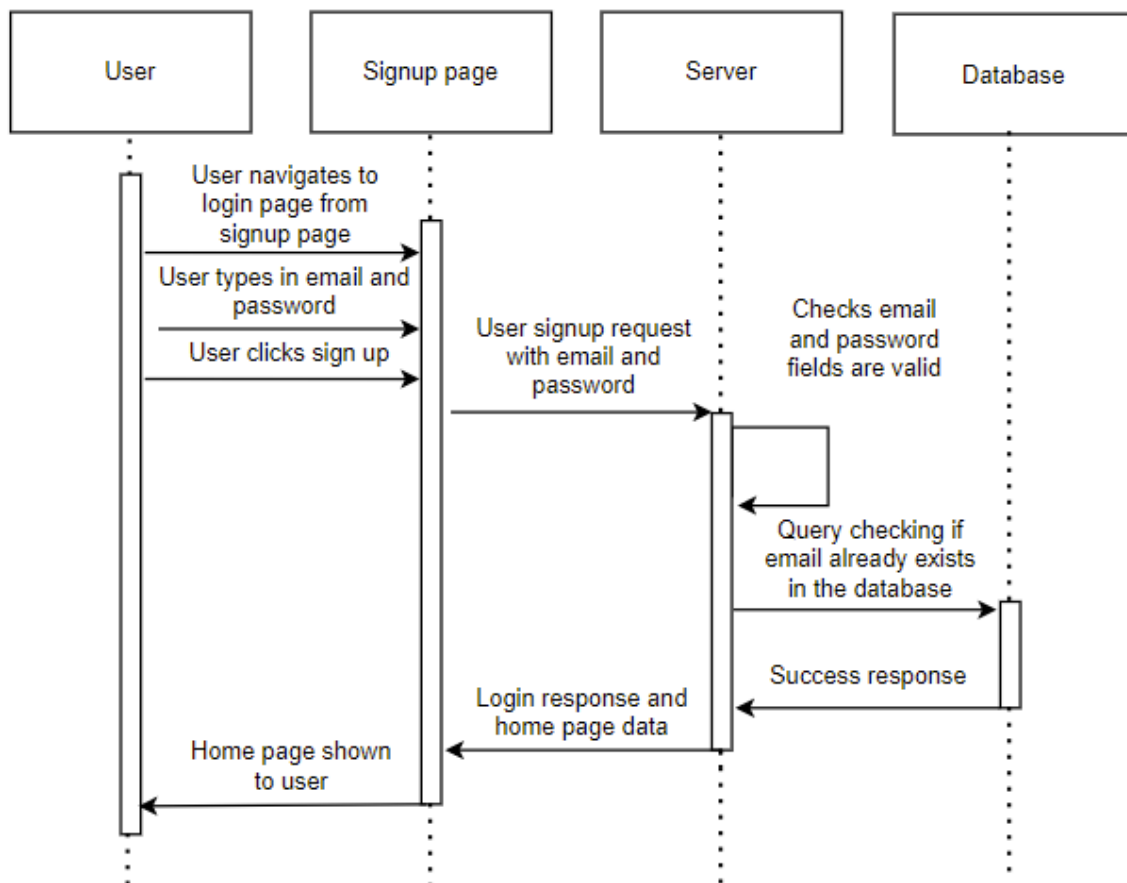 User
Signup page
Server
Database
User navigates to
login page from
signup page
User types in email and
password
User clicks sign up
User signup request
with email and
password
Checks email
and password
fields are valid
Query checking if
email already exists
in the database
Success response
Login response and
home page data
Home page shown
to user